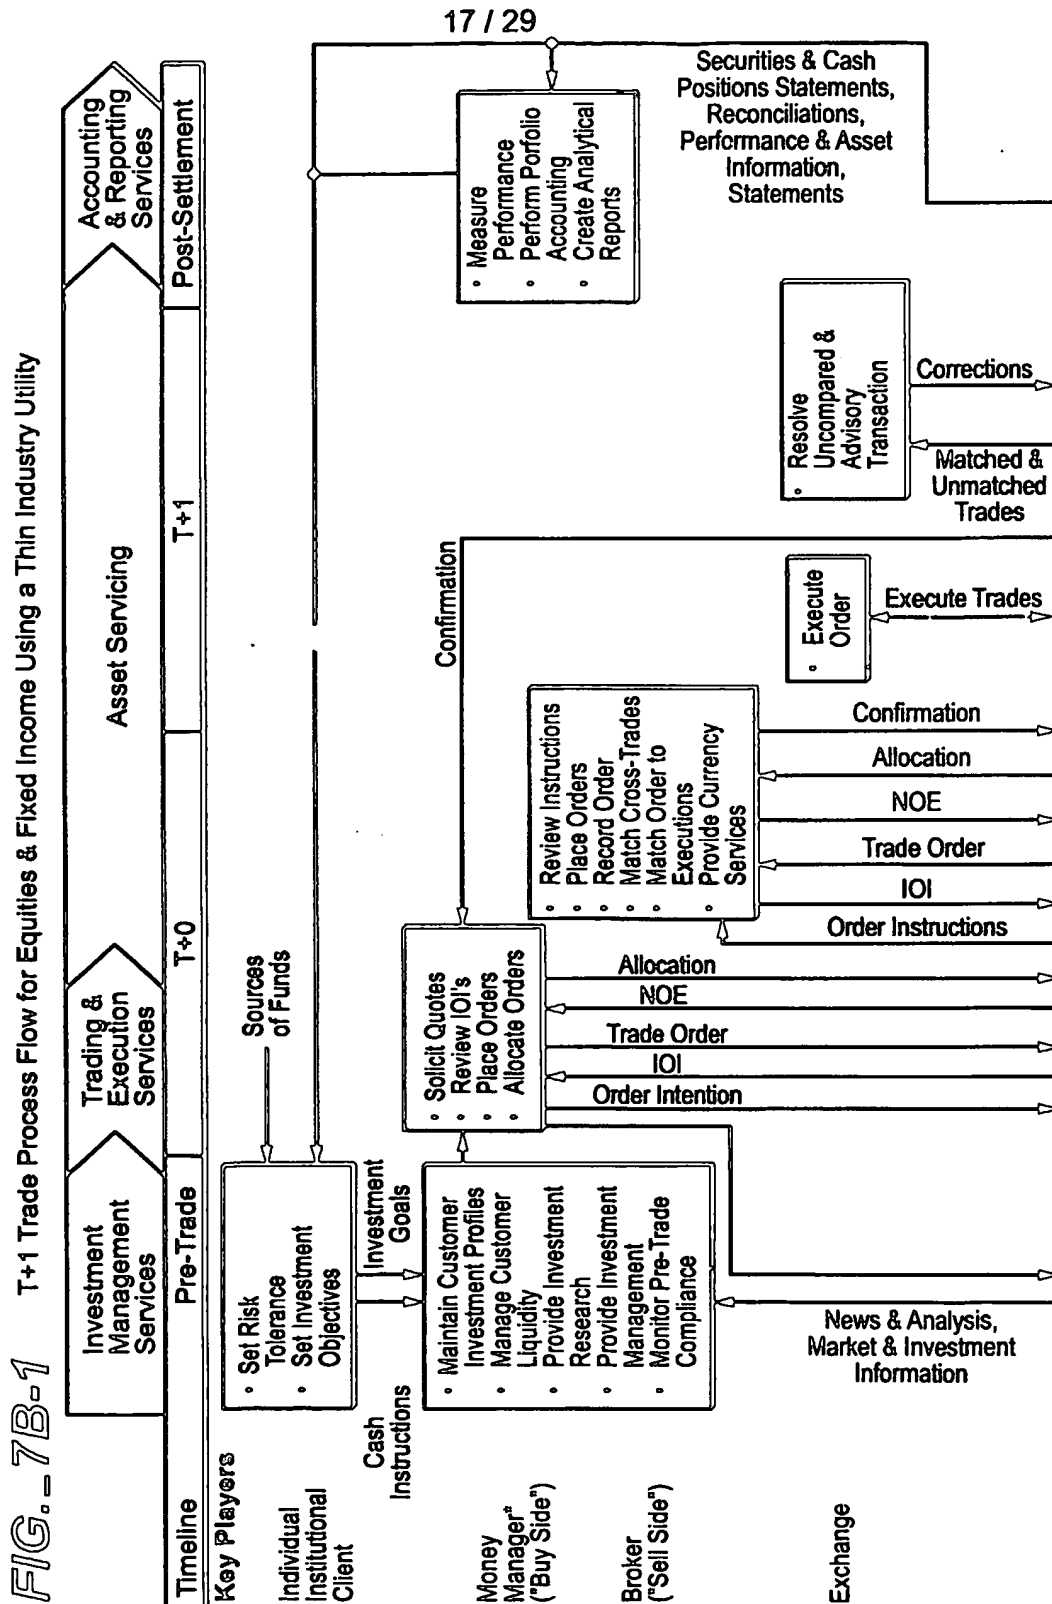 17 / 29
FIG._7B-1
T+1 Trade Process Flow for Equities & Fixed Income Using a Thin Industry Utility
Investment
Management
Services
Trading &
Execution
Services
Asset Servicing
Accounting
& Reporting
Services
Timeline
Pre-Trade
T+0
T+1
Post-Settlement
Key Players
Individual
Institutional
Client
Set Risk
Tolerance
Set Investment
Objectives
Sources
of Funds
Cash
Instructions
Investment
Goals
Money
Manager*
("Buy Side")
Maintain Customer
Investment Profiles
Manage Customer
Liquidity
Provide Investment
Research
Provide Investment
Management
Monitor Pre-Trade
Compliance
Solicit Quotes
Review IOI's
Place Orders
Allocate Orders
Confirmation
Measure
Performance
Perform Porfolio
Accounting
Create Analytical
Reports
Securities & Cash
Positions Statements,
Reconciliations,
Performance & Asset
Information,
Statements
Broker
("Sell Side")
Review Instructions
Place Orders
Record Order
Match Cross-Trades
Match Order to
Executions
Provide Currency
Services
Order Intention
IOI
Trade Order
NOE
Allocation
Exchange
Execute
Order
Resolve
Uncompared &
Advisory
Transaction
News & Analysis,
Market & Investment
Information
Order Instructions
IOI
Trade Order
NOE
Allocation
Confirmation
Execute Trades
Matched &
Unmatched
Trades
Corrections